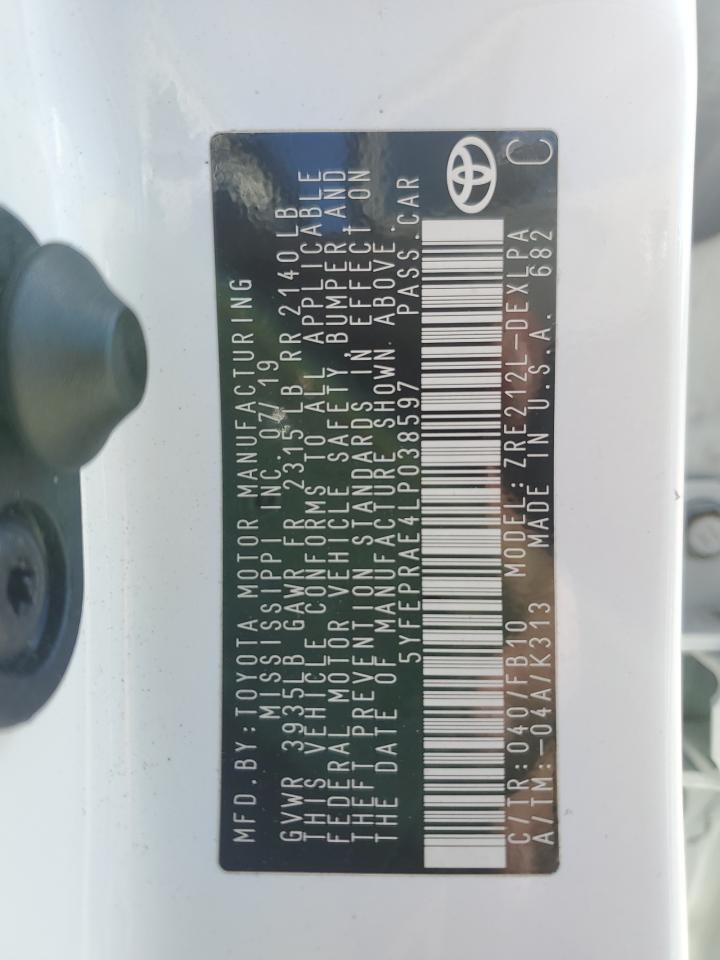 MFD.BY:TOYOTA MOTOR MANUFACTURING
MISSISSIPPI INC.07/19
GVWR 3935LB GAWR FR 2315 LB RR 2140LB
THIS VEHICLE CONFORMS TO ALL APPLICABLE
FEDERAL MOTOR VEHICLE SAFETY, BUMPER AND
THEFT PREVENTION STANDARDS IN EFFECT ON
THE DATE OF MANUFACTURE SHOWN ABOVE.
5YFEPRAE4LP038597 PASS.CAR
C/TR:040/FB10 MODEL:ZRE212L-DEXLPA
A/TM:-04A/K313 MADE IN U.S.A. 682
C